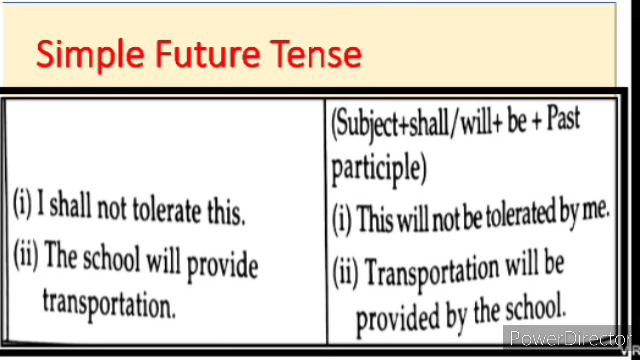 Simple Future Tense
(i) I shall not tolerate this.
(ii) The school will provide
transportation.
(Subject+shall/will+ be + Past
participle)
(i) This will not be tolerated by me.
(ii) Transportation will be
provided by the school.
PowerDirector